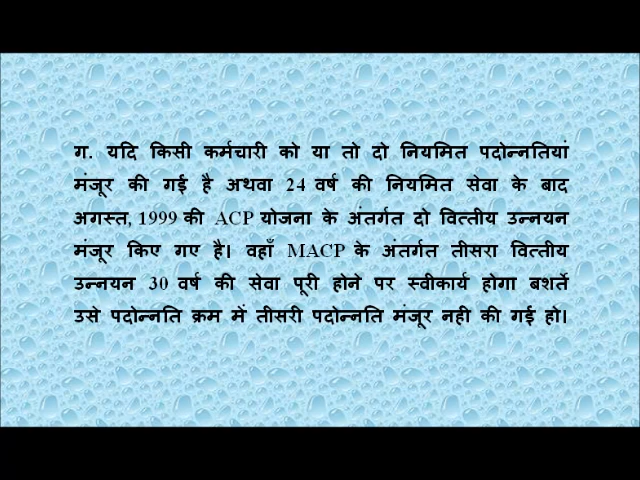 ग. यदि किसी कर्मचारी को या तो दो नियमित पदोन्नतियां
मंजूर की गई है अथवा 24 वर्ष की नियमित सेवा के बाद
अगस्त, 1999 की ACP योजना के अंतर्गत दो वित्तीय उन्नयन
मंजूर किए गए है। वहाँ MACP के अंतर्गत तीसरा वित्तीय
उन्नयन 30 वर्ष की सेवा पूरी होने पर स्वीकार्य होगा बशर्ते
उसे पदोन्नति क्रम में तीसरी पदोन्नति मंजूर नही की गई हो।